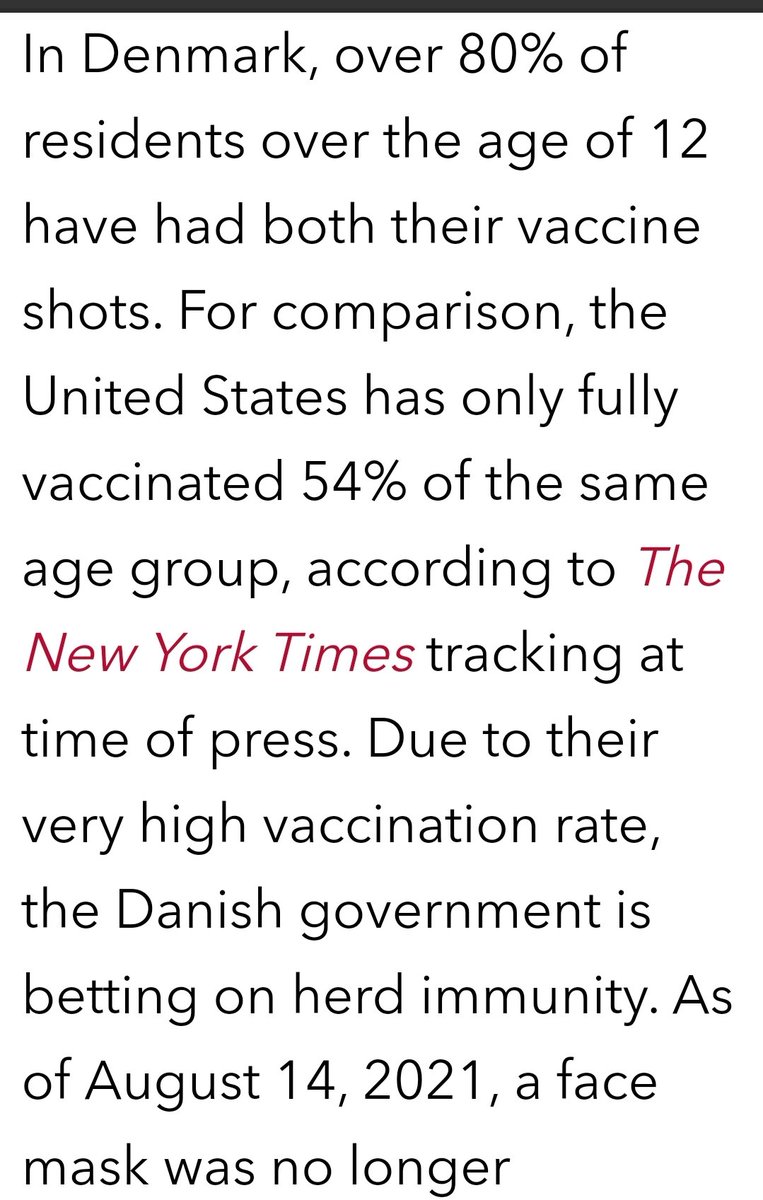 In Denmark, over 80% of
residents over the age of 12
have had both their vaccine
shots. For comparison, the
United States has only fully
vaccinated 54% of the same
age group, according to The
New York Times tracking at
time of press. Due to their
very high vaccination rate,
the Danish government is
betting on herd immunity. As
of August 14, 2021, a face
mask was no longer